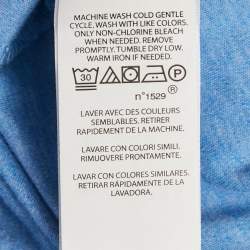 MACHINE WASH COLD GENTLE
CYCLE. WASH WITH LIKE COLORS.
ONLY NON-CHLORINE BLEACH
WHEN NEEDED. REMOVE
PROMPTLY. TUMBLE DRY LOW.
WARM IRON IF NEEDED.
30 P
n°1529
LAVER AVEC DES COULEURS
SEMBLABLES. RETIRER
RAPIDEMENT DE LA MACHINE.
LAVARE CON COLORI SIMILI.
RIMUOVERE PRONTAMENTE.
LAVAR CON COLORES SIMILARES.
RETIRAR RÁPIDAMENTE DE LA
LAVADORA.